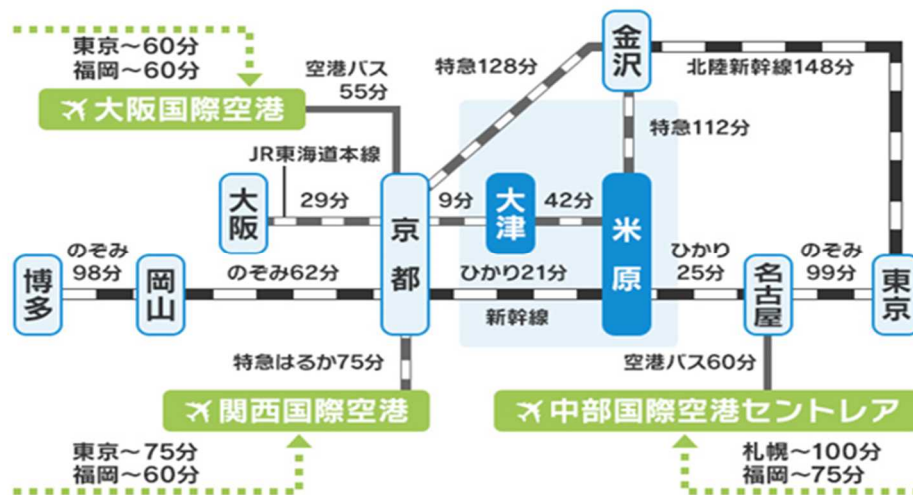 東京～60分
福岡～60分
大阪国際空港
空港バス
55分
特急128分
金沢
北陸新幹線148分
特急112分
JR東海道本線
大阪
29分
京都
9分
大津
42分
米原
博多
のぞみ
98分
岡山
のぞみ62分
ひかり21分
新幹線
ひかり
25分
名古屋
のぞみ
99分
東京
特急はるか75分
空港バス60分
関西国際空港
中部国際空港セントレア
東京～75分
福岡～60分
札幌～100分
福岡～75分